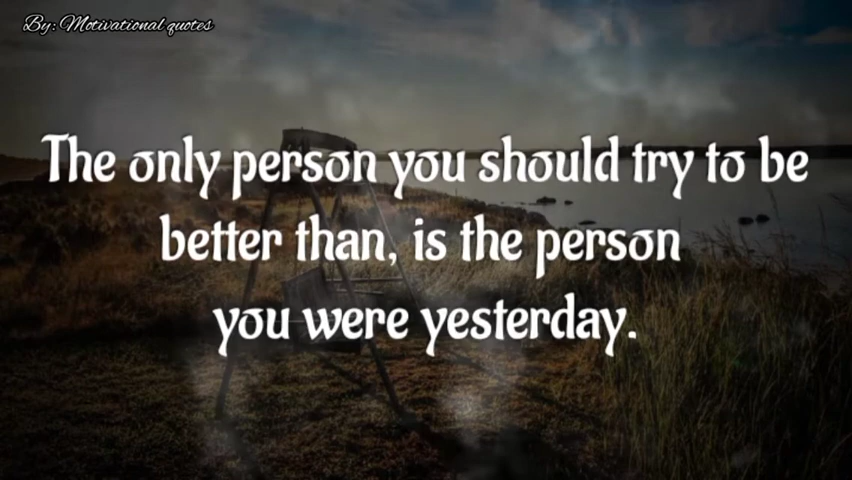 By: Motivational quotes
The only person you should try to be
better than, is the person
you were yesterday.